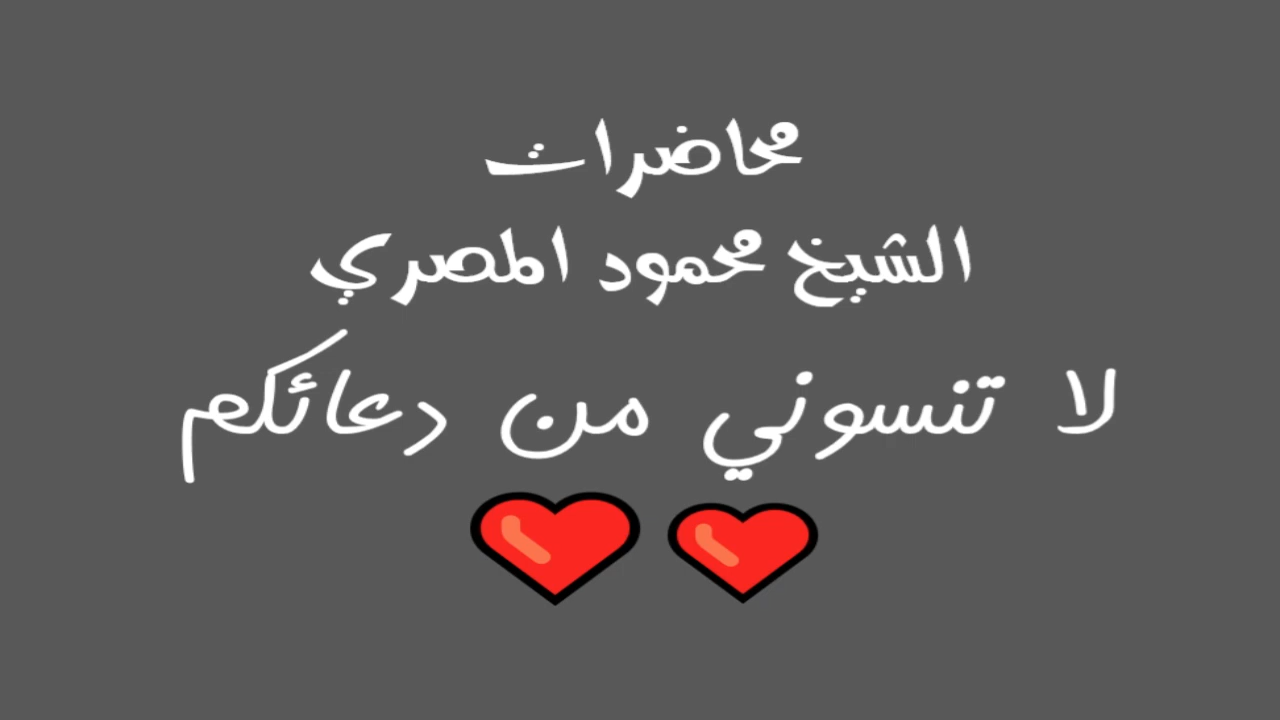 محاضرات
الشيخ محمود المصري
لا تنسوني من دعائكم